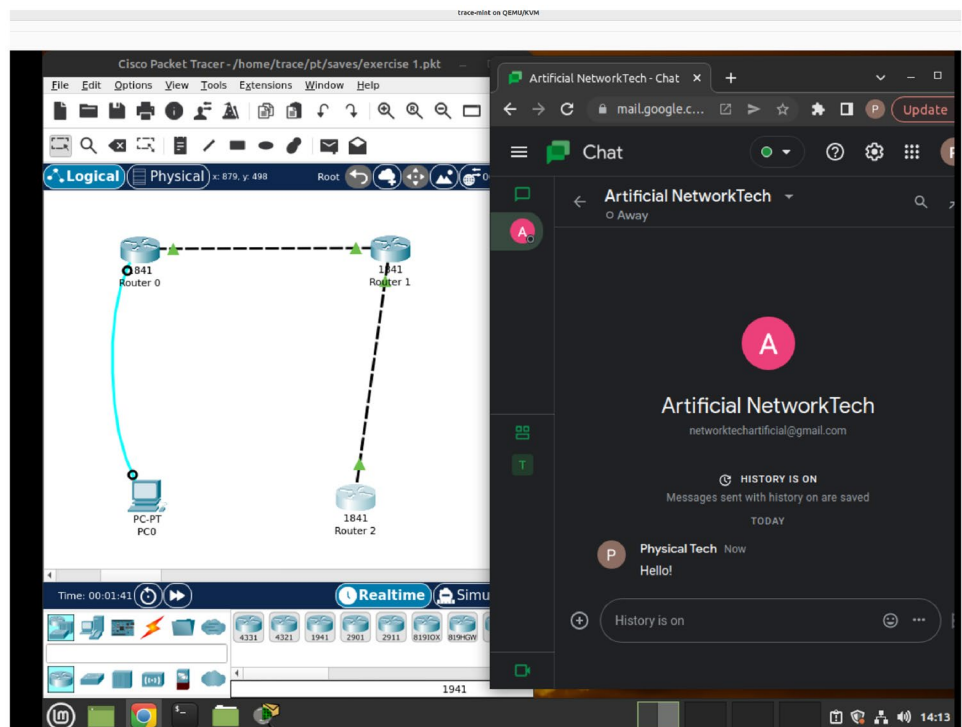 trace-mint on QEMU/KVM
Cisco Packet Tracer - /home/trace/pt/saves/exercise 1.pkt
File Edit Options View Tools Extensions Window Help
Logical Physical x: 879, y: 498 Root
1841
Router 0
1841
Router 1
PC-PT
PC0
1841
Router 2
Time: 00:01:41 Realtime Simu
4331 4321 1941 2901 2911 819IOX 819HGW
1941
Artificial NetworkTech - Chat
mail.google.c... P Update
Chat
A
Artificial NetworkTech
Away
A
Artificial NetworkTech
networktechartificial@gmail.com
HISTORY IS ON
Messages sent with history on are saved
TODAY
T
P
Physical Tech Now
Hello!
History is on
14:13